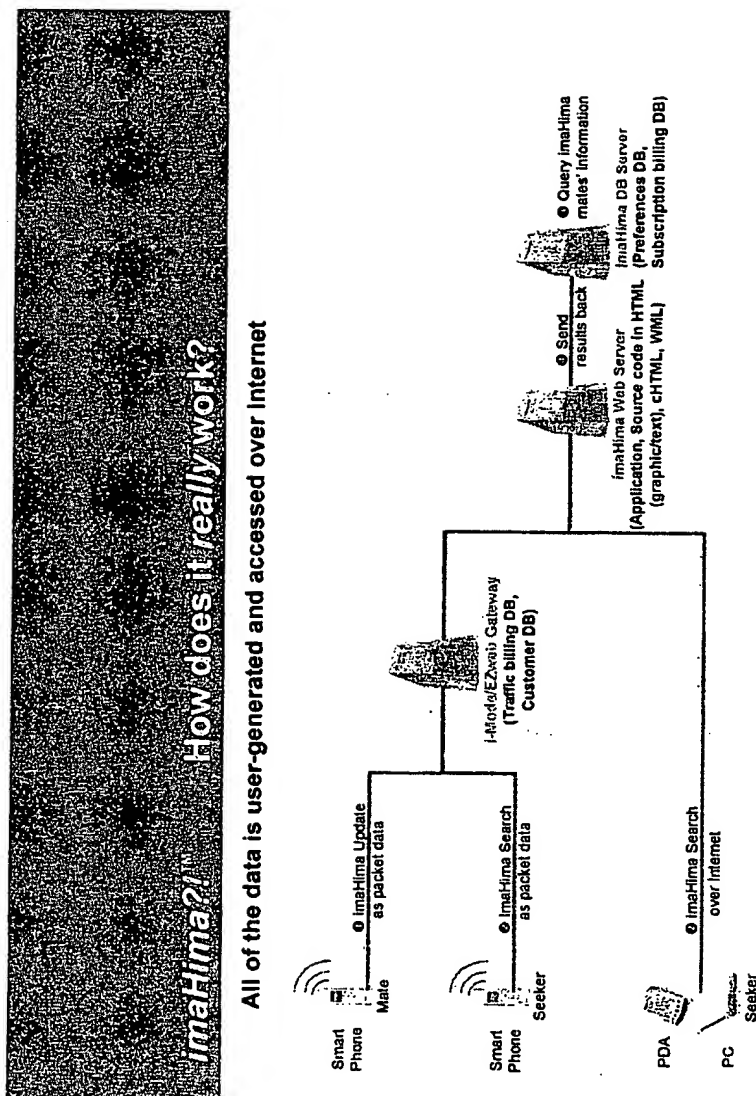 imaHima?!™ How does it really work?
All of the data is user-generated and accessed over Internet
Smart
Phone
Mate
❶ ImaHima Update
as packet data
Smart
Phone
Seeker
❷ ImaHima Search
as packet data
PDA
PC
Seeker
❷ ImaHima Search
over Internet
i-Mode/EZweb Gateway
(Traffic billing DB,
Customer DB)
imaHima Web Server
(Application, Source code in HTML
(graphic/text), cHTML, WML)
Send
results back
Query imaHima
mates' information
imaHima DB Server
(Preferences DB,
Subscription billing DB)